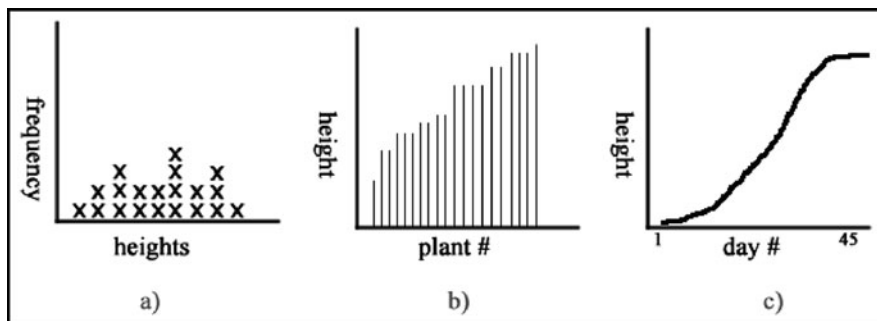 frequency
heights
a)
height
plant #
b)
height
1
day #
45
c)